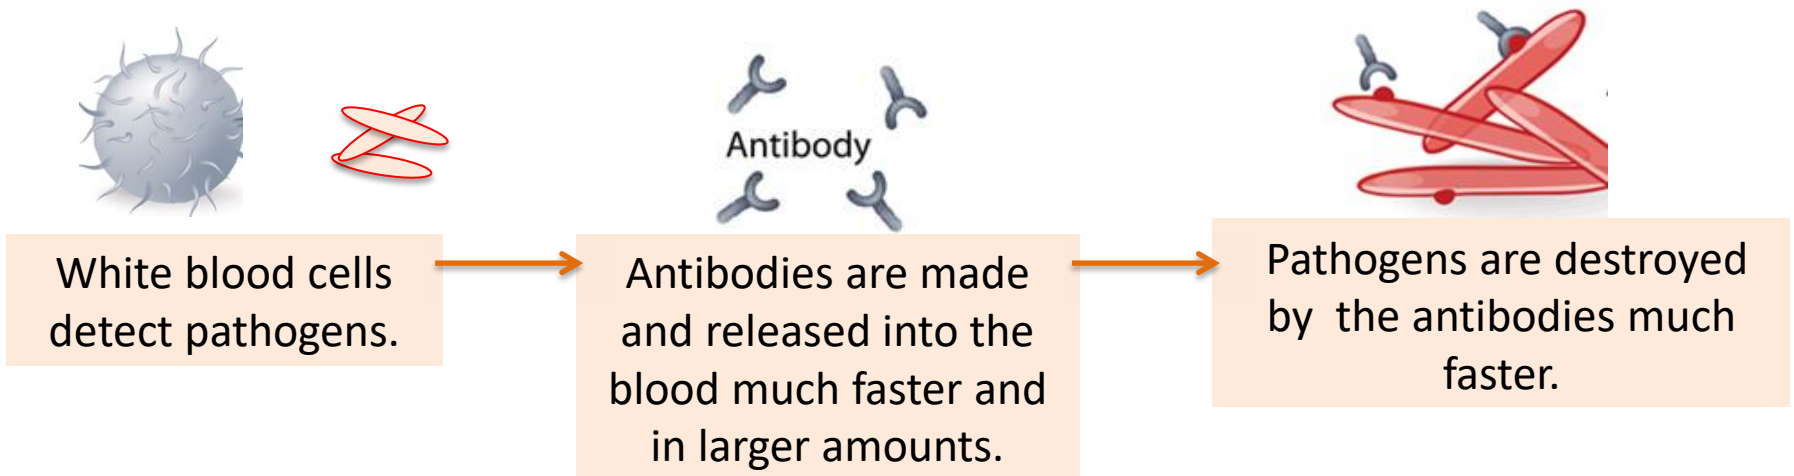 Antibody
White blood cells
detect pathogens.
Antibodies are made
and released into the
blood much faster and
in larger amounts.
Pathogens are destroyed
by  the antibodies much
faster.